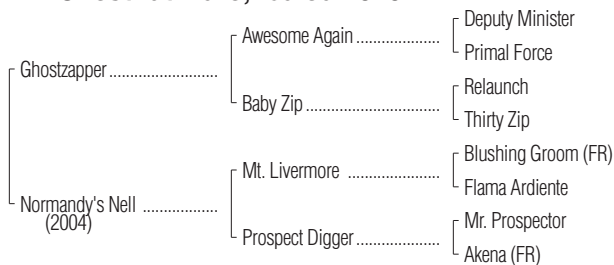 Deputy Minister
Awesome Again ....................
Primal Force
Ghostzapper ..........................
Relaunch
Baby Zip ................................
Thirty Zip
Blushing Groom (FR)
Mt. Livermore ......................
Flama Ardiente
Normandy's Nell ..................
(2004)
Mr. Prospector
Prospect Digger ....................
Akena (FR)